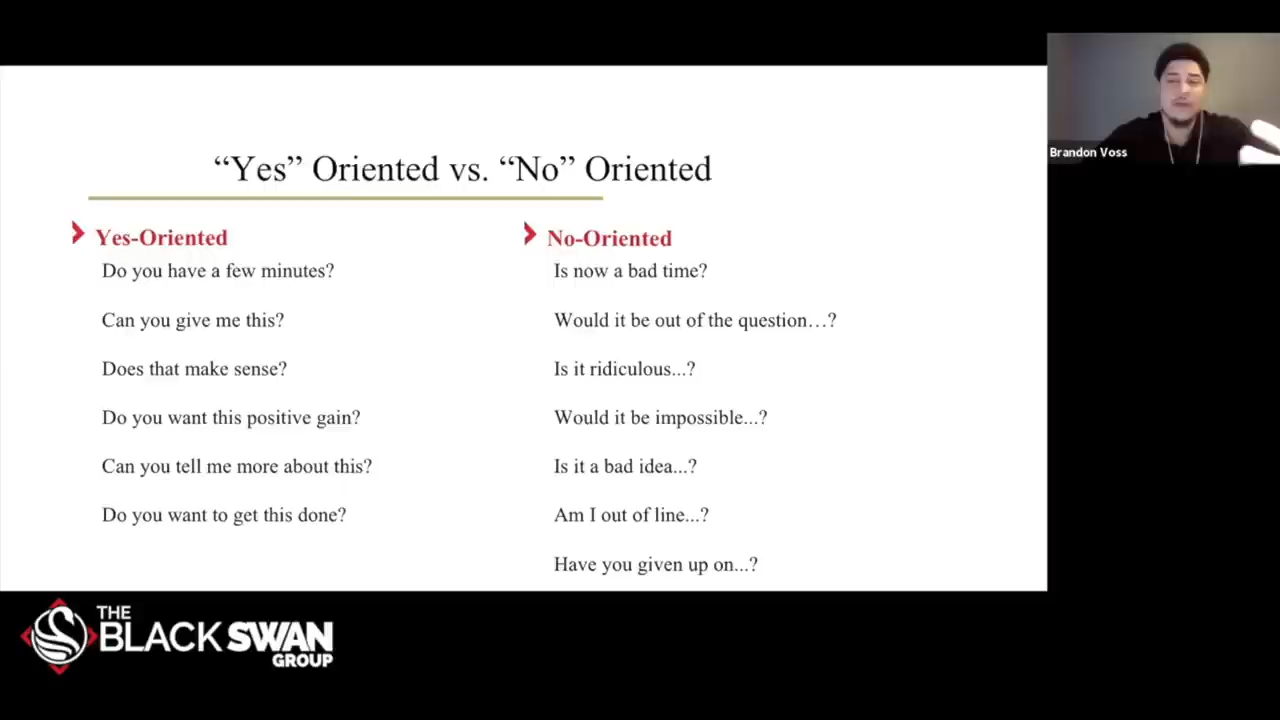 “Yes” Oriented vs. “No” Oriented
Yes-Oriented
Do you have a few minutes?
Can you give me this?
Does that make sense?
Do you want this positive gain?
Can you tell me more about this?
Do you want to get this done?
No-Oriented
Is now a bad time?
Would it be out of the question…?
Is it ridiculous...?
Would it be impossible...?
Is it a bad idea...?
Am I out of line...?
Have you given up on...?
Brandon Voss
THE
BLACK SWAN
GROUP